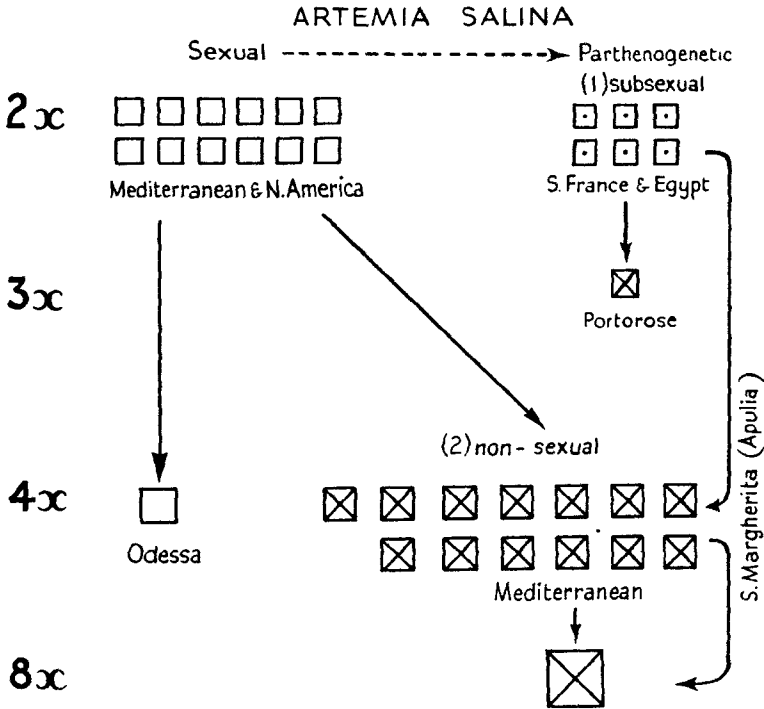 ARTEMIA SALINA
Sexual
Parthenogenetic
(1) subsexual
2x
Mediterranean & N. America
S. France & Egypt
3x
Portorose
(2) non-sexual
S. Margherita (Apulia)
4x
Odessa
Mediterranean
8x